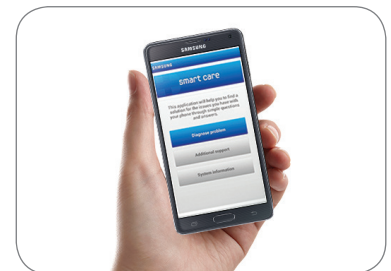 SAMSUNG
SAMSUNG
smart care
This application will help you to find a
solution for the issues you have with
your phone through simple questions
and answers.
Diagnose problem
Additional support
System information